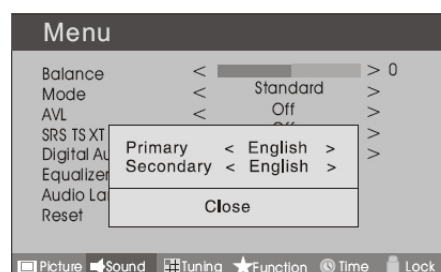 Menu
Balance < > 0
Mode < Standard >
AVL < Off >
SRS TS XT >
Digital Au >
Equalizer
Audio La
Reset
Primary < English >
Secondary < English >
Close
Picture Sound Tuning Function Time Lock